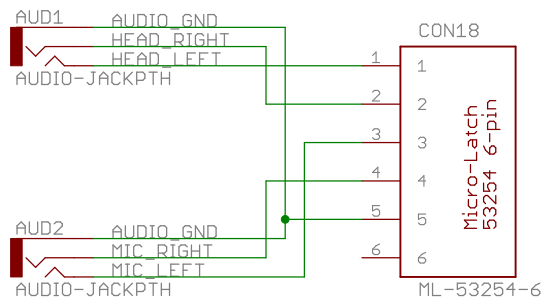 AUD1
AUDIO_GND
HEAD_RIGHT
HEAD_LEFT
AUDIO-JACKPTH
CON18
1 1
2 2
3 3
4 4
5 5
6 6
Micro-Latch
53254 6-pin
AUD2
AUDIO_GND
MIC_RIGHT
MIC_LEFT
AUDIO-JACKPTH
ML-53254-6